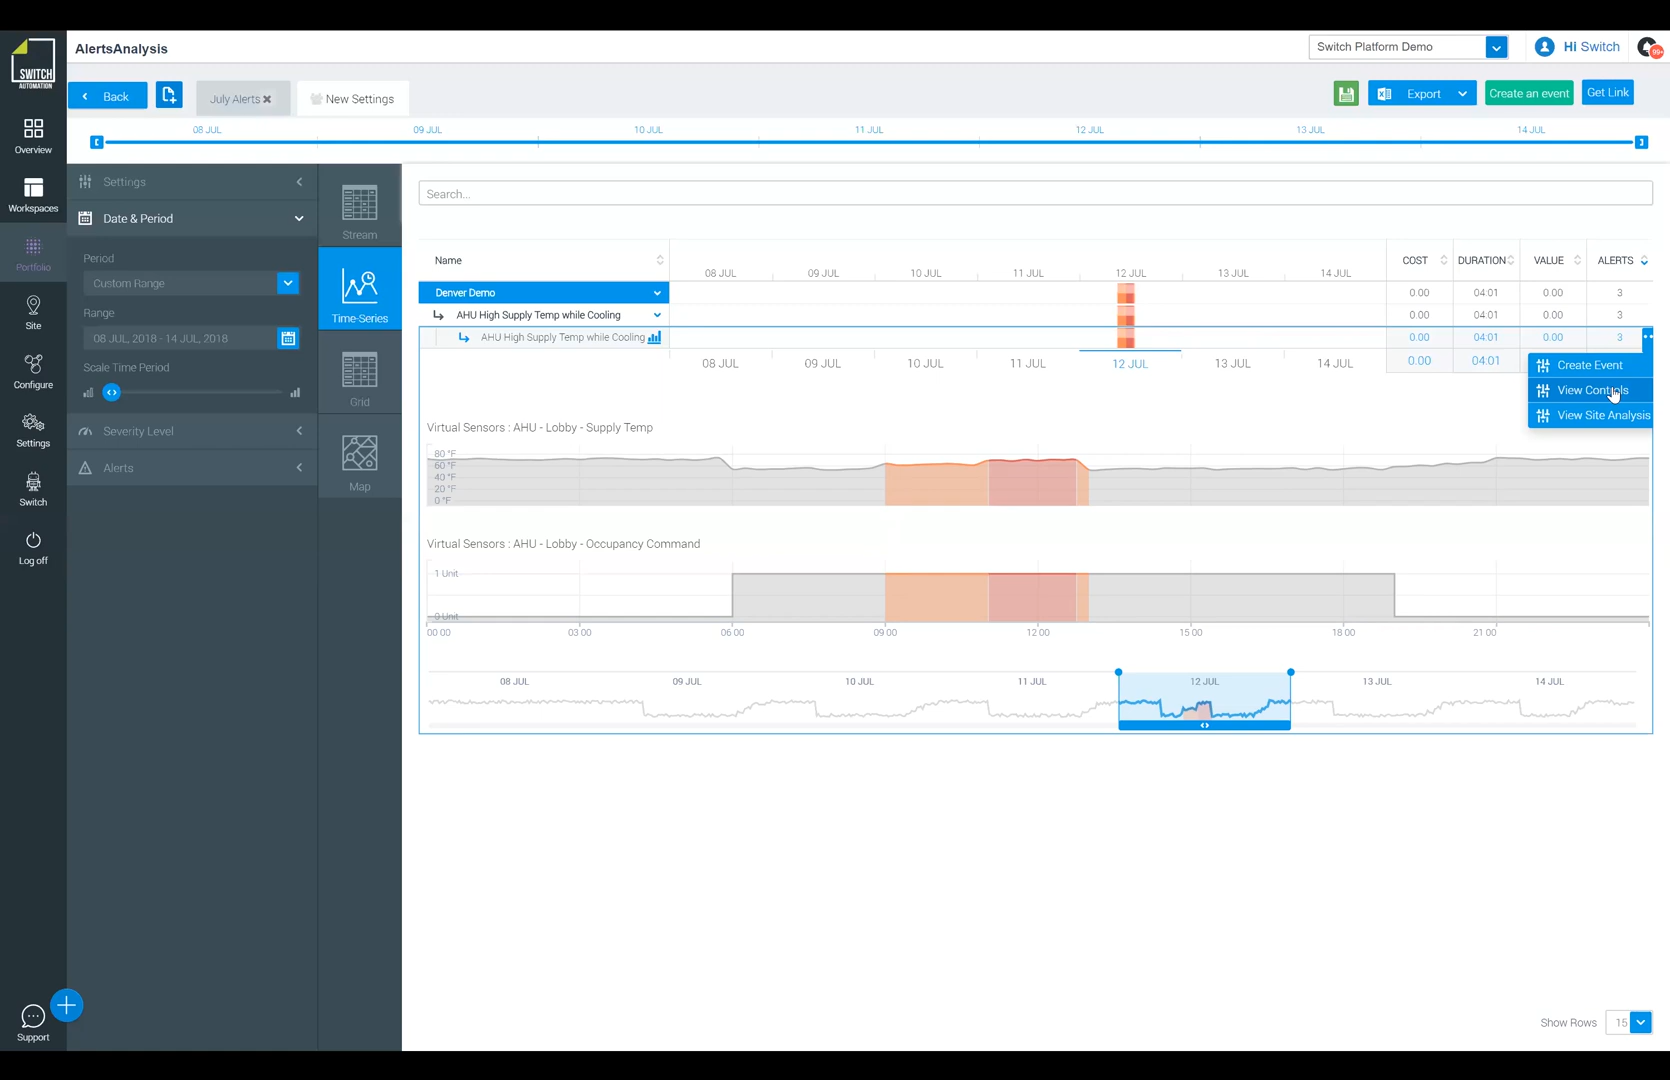 AlertsAnalysis
Switch Platform Demo
Hi Switch
99+
SWITCH
AUTOMATION
Back
July Alerts
New Settings
Export
Create an event
Get Link
08 JUL 09 JUL 10 JUL 11 JUL 12 JUL 13 JUL 14 JUL
Overview
Workspaces
Portfolio
Site
Configure
Settings
Switch
Log off
Support
Settings
Date & Period
Period
Custom Range
Range
08 JUL, 2018 - 14 JUL, 2018
Scale Time Period
Severity Level
Alerts
Stream
Time-Series
Grid
Map
Search...
Name 08 JUL 09 JUL 10 JUL 11 JUL 12 JUL 13 JUL 14 JUL COST DURATION VALUE ALERTS
Denver Demo 0.00 04:01 0.00 3
AHU High Supply Temp while Cooling 0.00 04:01 0.00 3
AHU High Supply Temp while Cooling 0.00 04:01 0.00 3
08 JUL 09 JUL 10 JUL 11 JUL 12 JUL 13 JUL 14 JUL 0.00 04:01
Create Event
View Controls
View Site Analysis
Virtual Sensors : AHU - Lobby - Supply Temp
80 °F
60 °F
40 °F
20 °F
0 °F
Virtual Sensors : AHU - Lobby - Occupancy Command
1 Unit
0 Unit
00:00 03:00 06:00 09:00 12:00 15:00 18:00 21:00
08 JUL 09 JUL 10 JUL 11 JUL 12 JUL 13 JUL 14 JUL
Show Rows 15